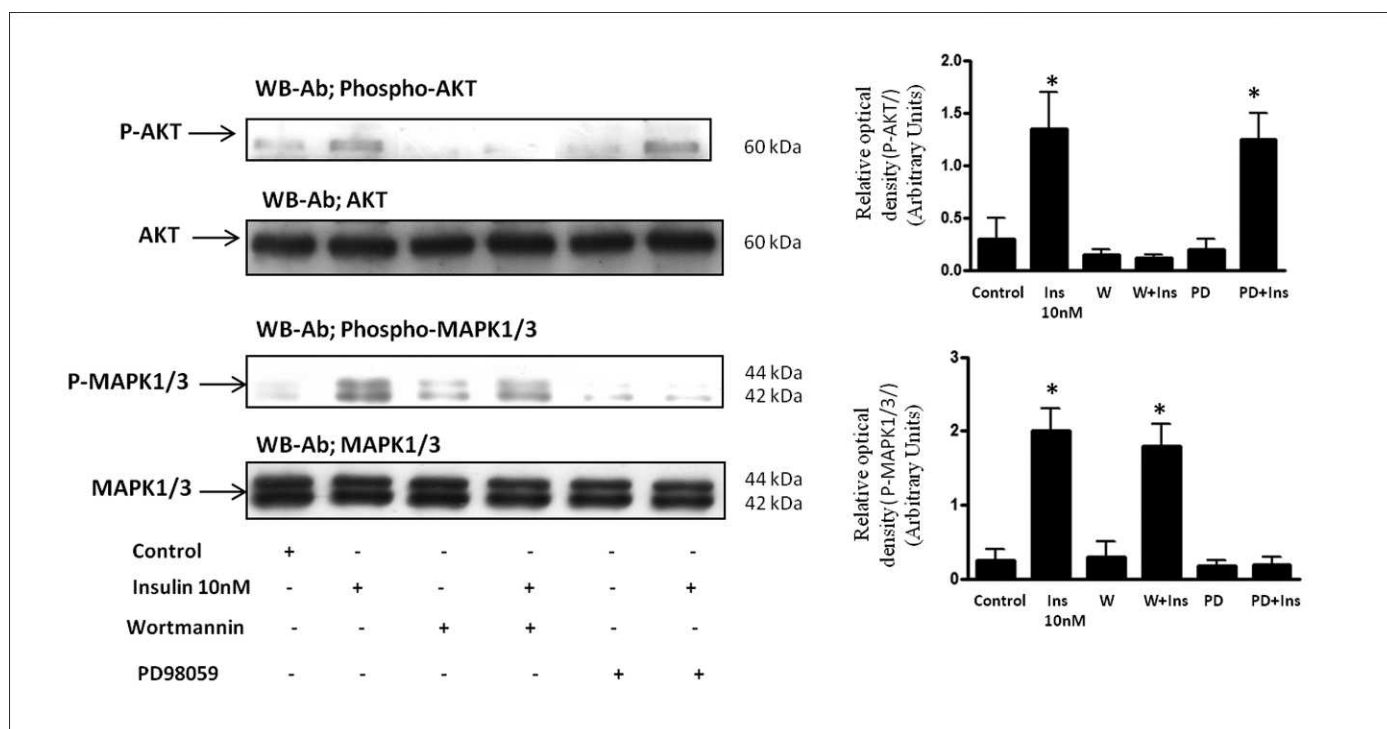 WB-Ab; Phospho-AKT
P-AKT
60 kDa
WB-Ab; AKT
AKT
60 kDa
WB-Ab; Phospho-MAPK1/3
P-MAPK1/3
44 kDa
42 kDa
WB-Ab; MAPK1/3
MAPK1/3
44 kDa
42 kDa
Control + - - - - -
Insulin 10nM - + - + - +
Wortmannin - - + + - -
PD98059 - - - - + +
Relative optical
density (P-AKT/)
(Arbitrary Units)
2.0
1.5
1.0
0.5
0.0
* *
Control Ins W W+Ins PD PD+Ins
10nM
Relative optical
density ( P-MAPK1/3/)
(Arbitrary Units)
3
2
1
0
* *
Control Ins W W+Ins PD PD+Ins
10nM